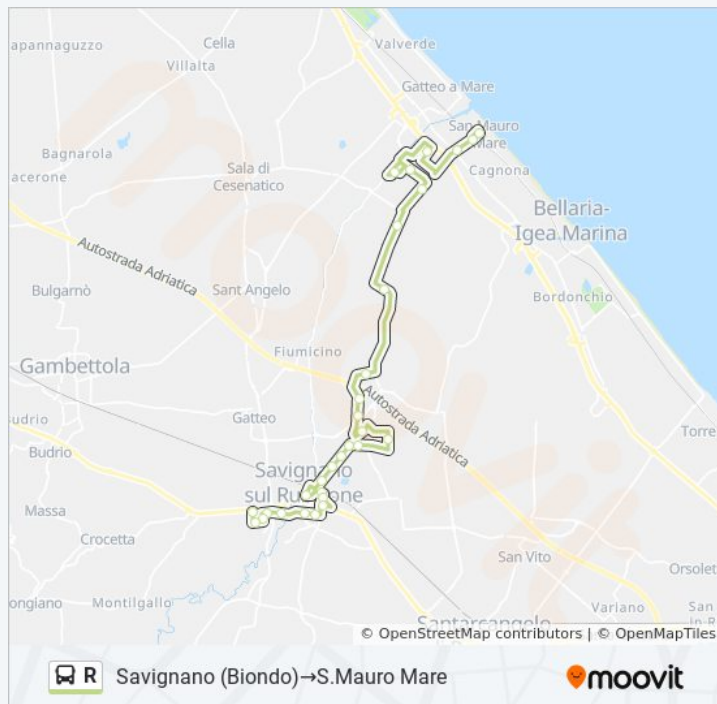 apannaguzzo
Cella
Villalta
Valverde
Gatteo a Mare
San Mauro
Mare
Cagnona
Bagnarola
acerone
Sala di
Cesenatico
Bellaria-
Igea Marina
Autostrada Adriatica
Bulgarnò
Sant Angelo
Bordonchio
Fiumicino
Gambettola
Autostrada Adriatica
Gatteo
udrio
Budrio
Torre
Savignano
sul Rubicone
Massa
Crocetta
San Vito
Orsolet
ongiano
Montilgallo
Variano
San
in R
Santarcangelo
© OpenStreetMap contributors | © OpenMapTiles
R Savignano (Biondo)→S.Mauro Mare
moovit